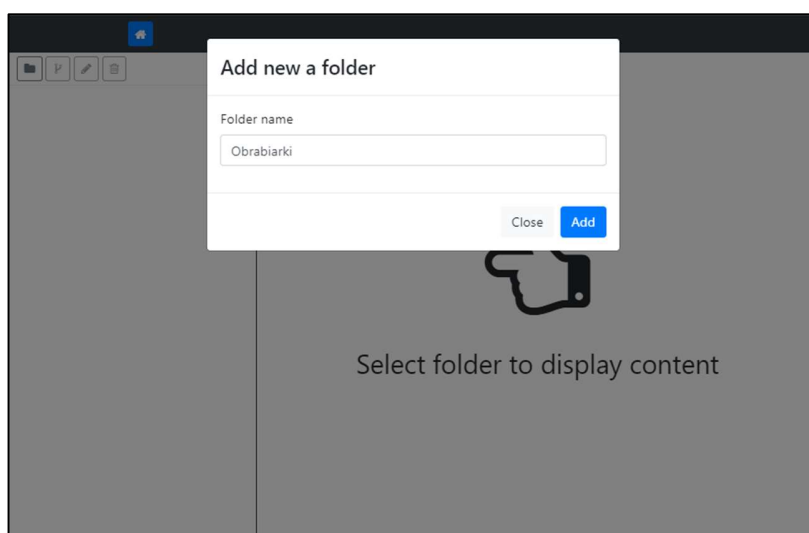 Add new a folder
Folder name
Obrabiarki
Close Add
Select folder to display content